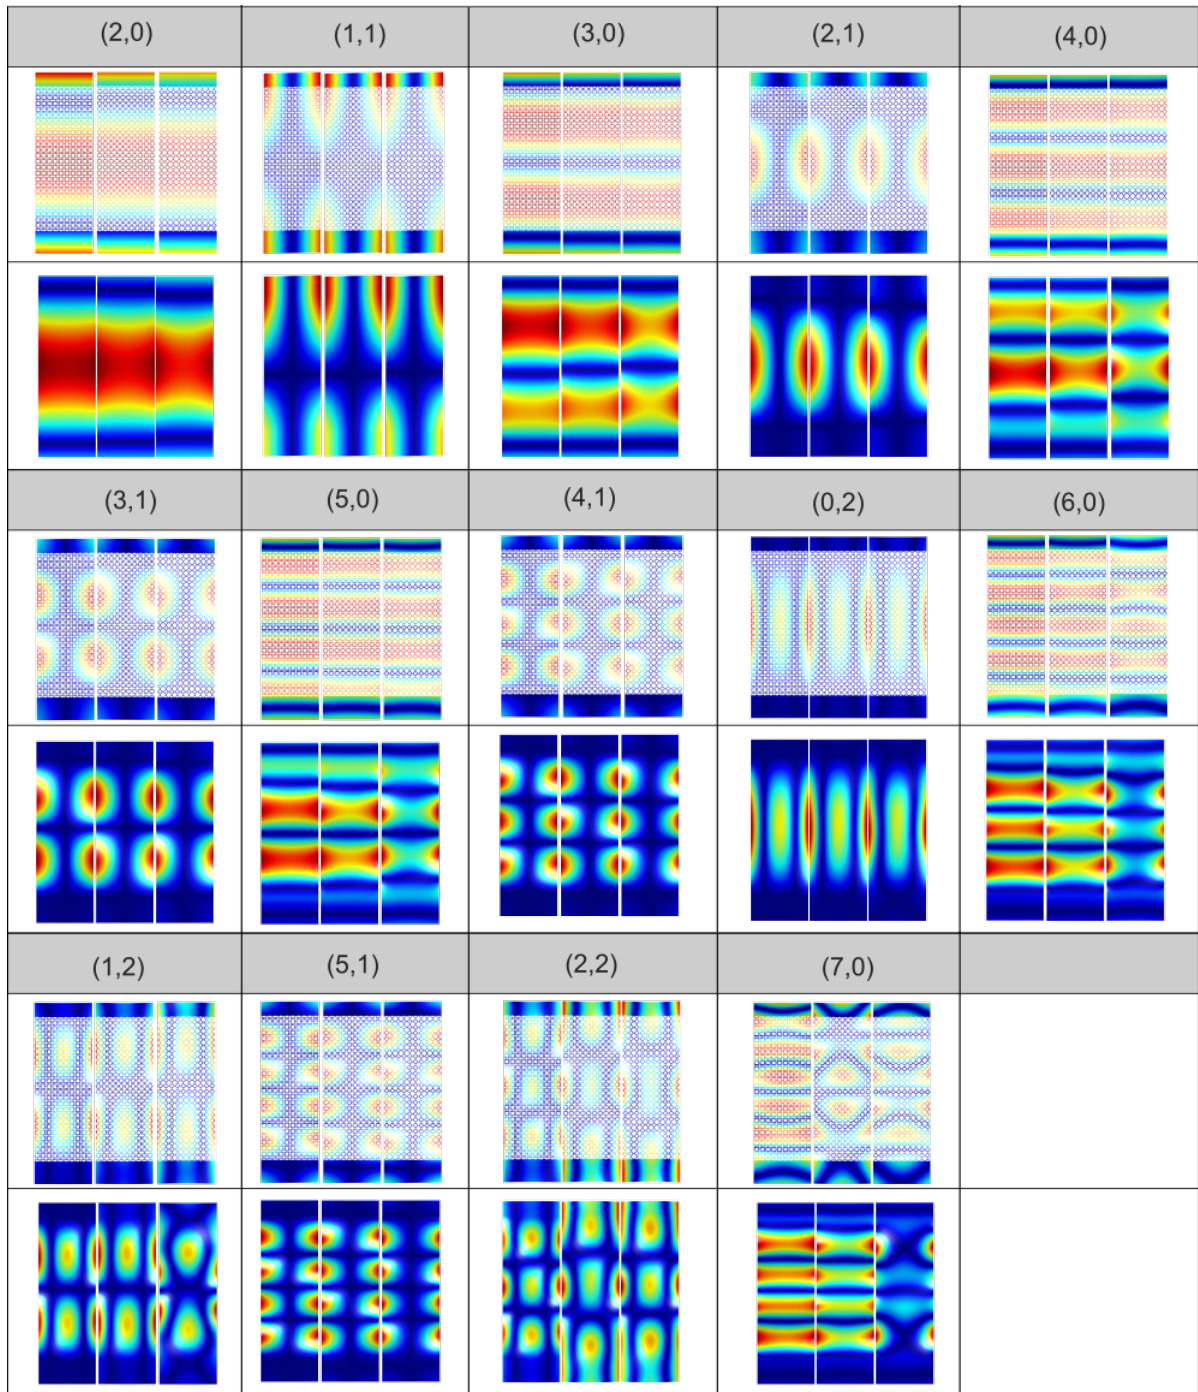 (2,0) (1,1) (3,0) (2,1) (4,0)
(3,1) (5,0) (4,1) (0,2) (6,0)
(1,2) (5,1) (2,2) (7,0)